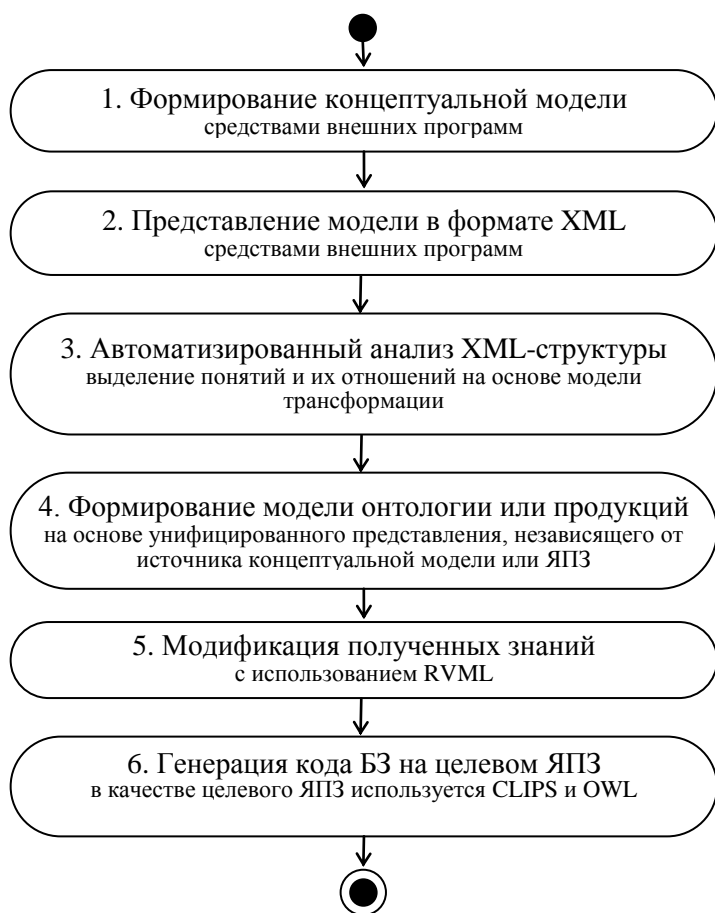 1. Формирование концептуальной модели
средствами внешних программ
2. Представление модели в формате XML
средствами внешних программ
3. Автоматизированный анализ XML-структуры
выделение понятий и их отношений на основе модели
трансформации
4. Формирование модели онтологии или продукций
на основе унифицированного представления, независящего от
источника концептуальной модели или ЯПЗ
5. Модификация полученных знаний
с использованием RVML
6. Генерация кода БЗ на целевом ЯПЗ
в качестве целевого ЯПЗ используется CLIPS и OWL